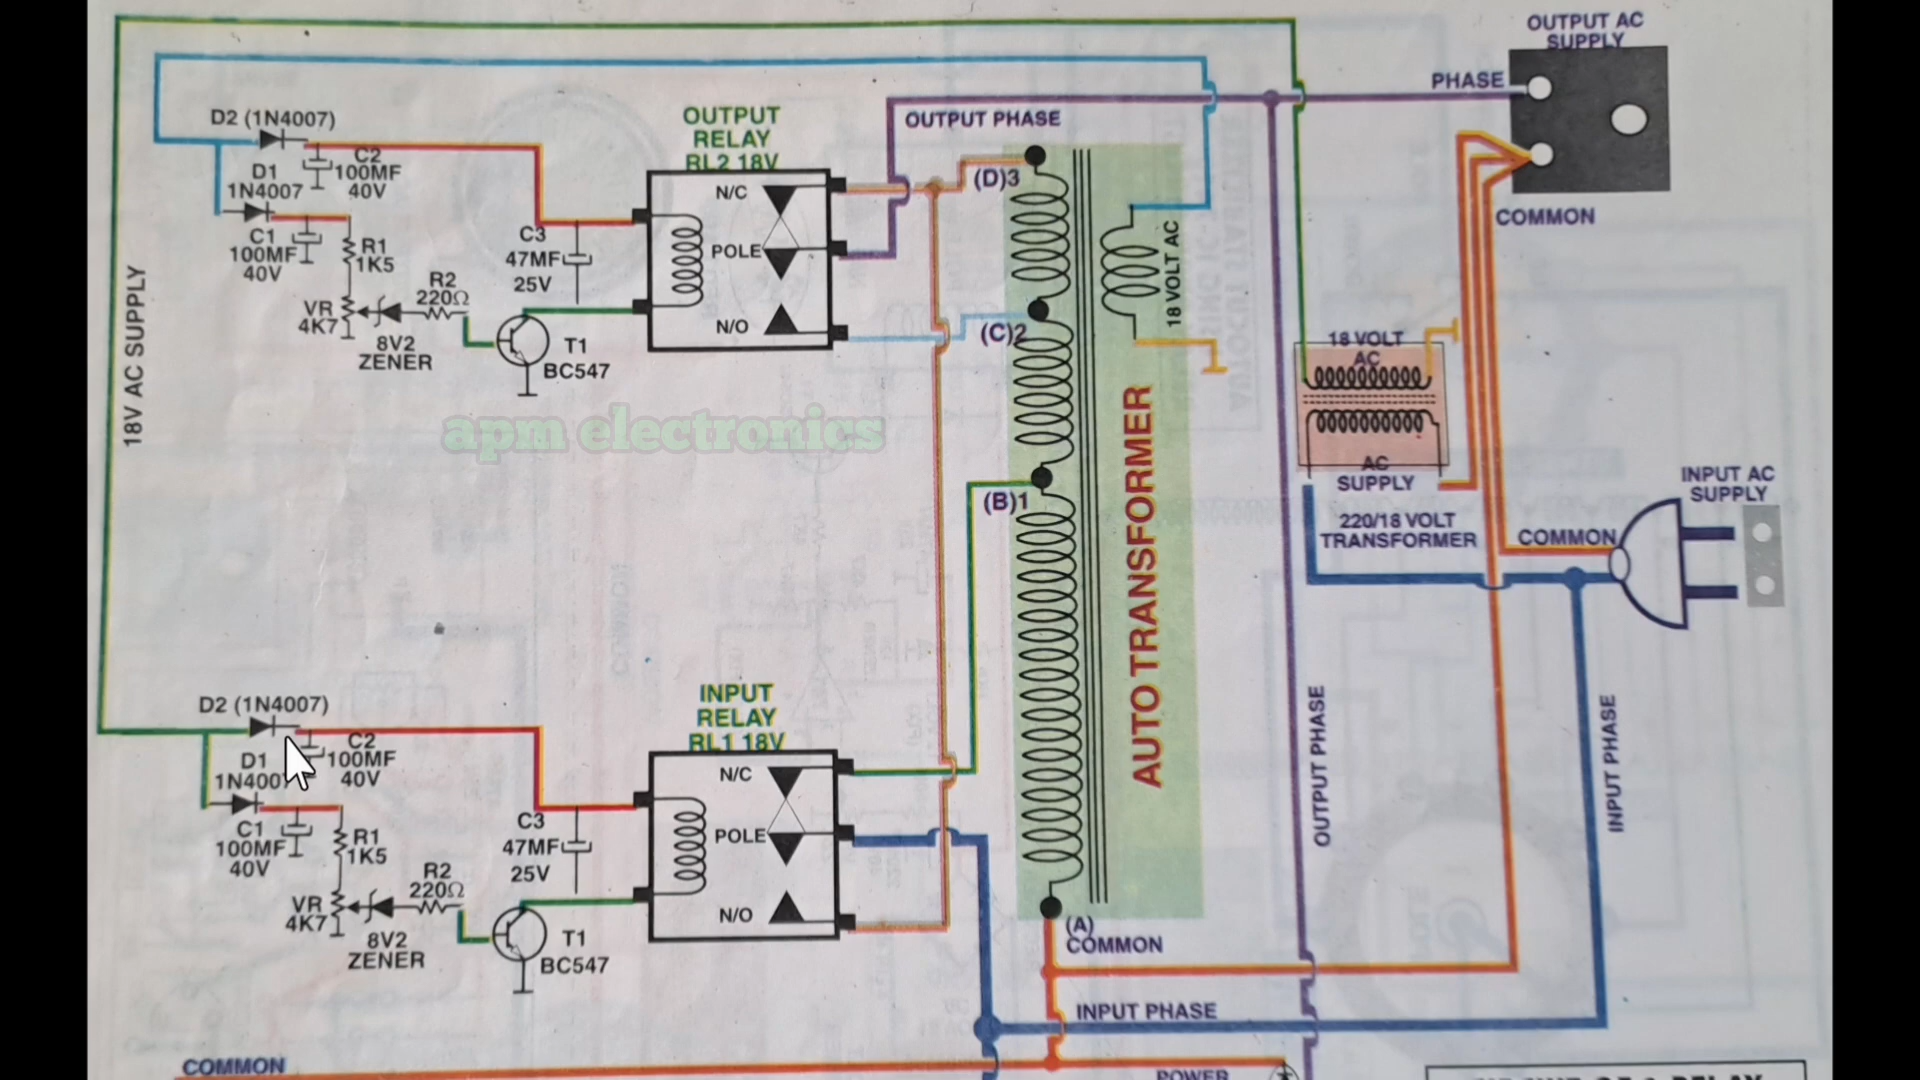 OUTPUT AC
SUPPLY
PHASE
COMMON
OUTPUT PHASE
OUTPUT
RELAY
RL2 18V
N/C
POLE
N/O
D2 (1N4007)
C2
100MF
40V
D1
1N4007
C1
100MF
40V
R1
1K5
VR
4K7
8V2
ZENER
R2
220Ω
C3
47MF
25V
T1
BC547
18V AC SUPPLY
(D)3
(C)2
(B)1
18 VOLT AC
AUTO TRANSFORMER
18 VOLT
AC
AC
SUPPLY
220/18 VOLT
TRANSFORMER
INPUT AC
SUPPLY
COMMON
apm electronics
INPUT
RELAY
RL1 18V
N/C
POLE
N/O
D2 (1N4007)
C2
100MF
40V
D1
1N4007
C1
100MF
40V
R1
1K5
VR
4K7
8V2
ZENER
R2
220Ω
C3
47MF
25V
T1
BC547
(A)
COMMON
OUTPUT PHASE
INPUT PHASE
INPUT PHASE
COMMON
POWER